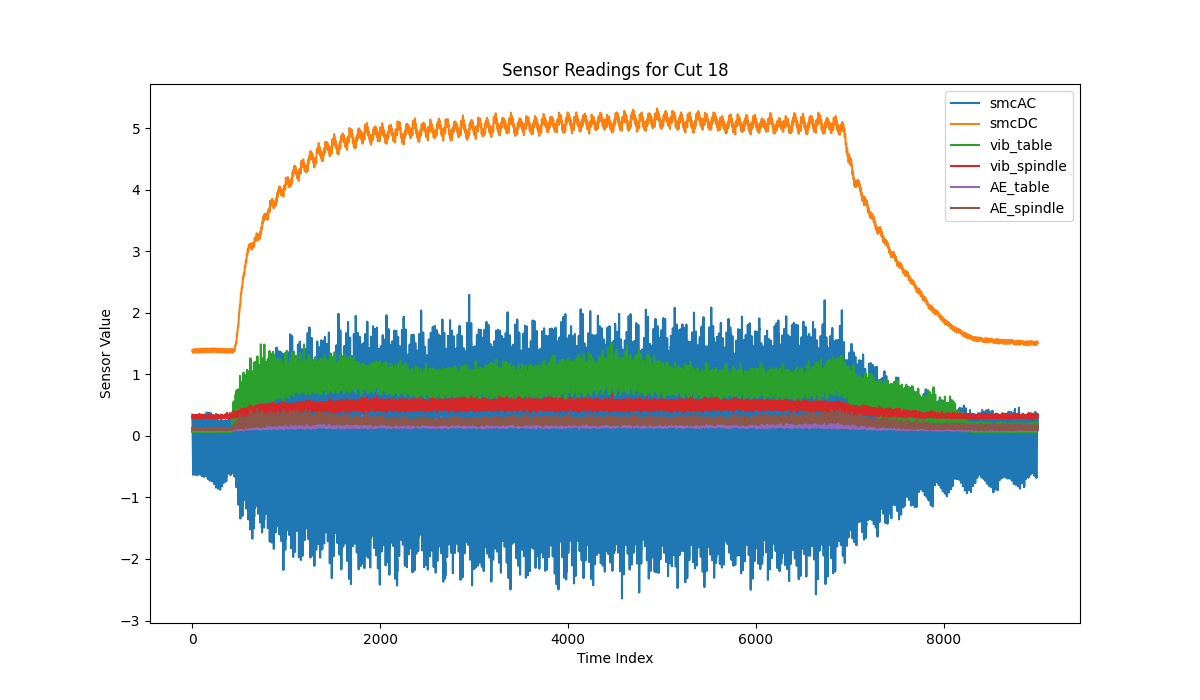 Sensor Readings for Cut 18
smcAC
smcDC
vib_table
vib_spindle
AE_table
AE_spindle
Sensor Value
5
4
3
2
1
0
−1
−2
−3
0
2000
4000
6000
8000
Time Index